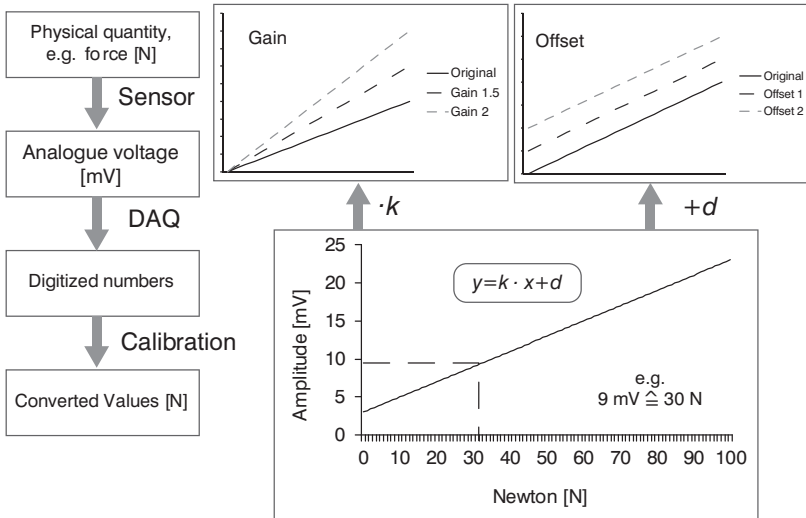 Physical quantity,
e.g. force [N]
Sensor
Analogue voltage
[mV]
DAQ
Digitized numbers
Calibration
Converted Values [N]
Gain
Original
Gain 1.5
Gain 2
Offset
Original
Offset 1
Offset 2
·k
+d
25
20
15
10
5
0
Amplitude [mV]
y=k · x+d
e.g.
9 mV ≙ 30 N
0 10 20 30 40 50 60 70 80 90 100
Newton [N]